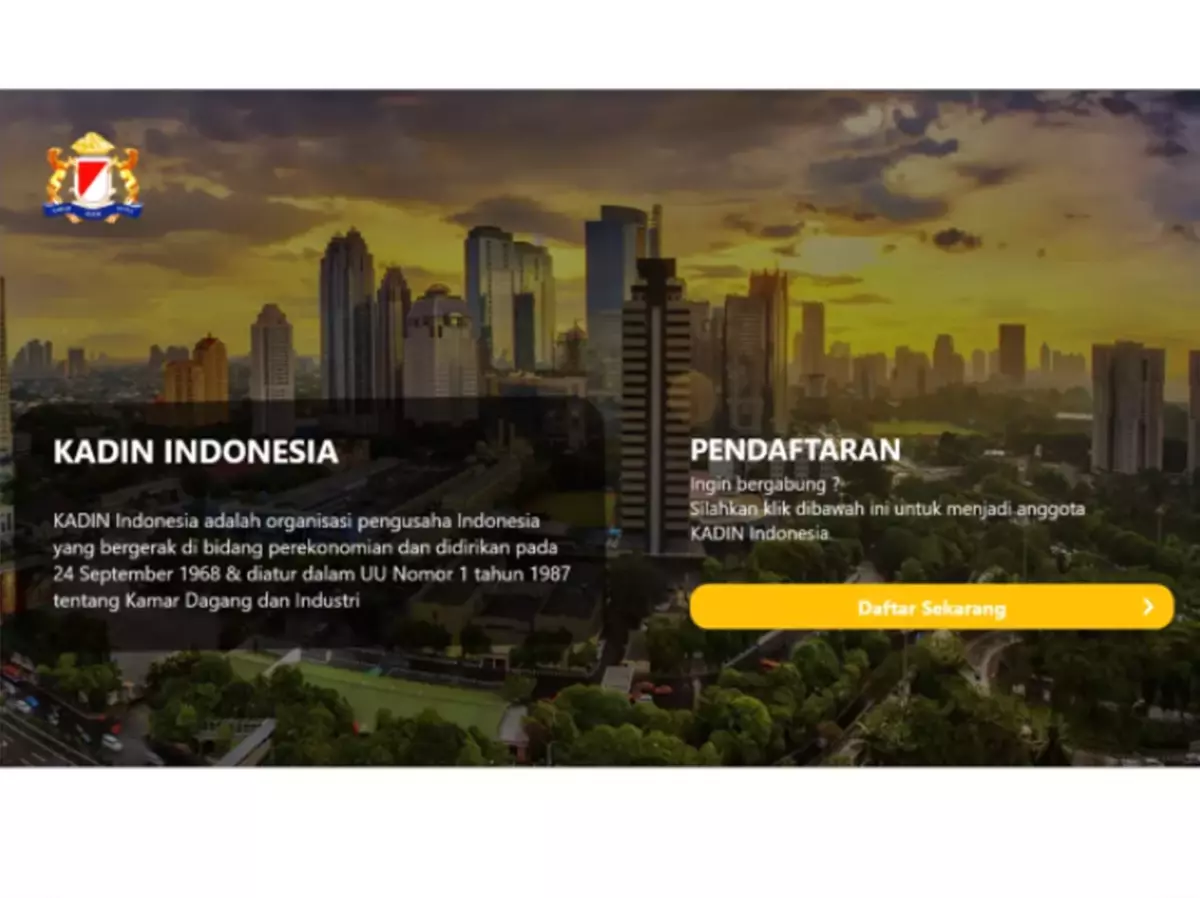 KADIN INDONESIA
KADIN Indonesia adalah organisasi pengusaha Indonesia
yang bergerak di bidang perekonomian dan didirikan pada
24 September 1968 & diatur dalam UU Nomor 1 tahun 1987
tentang Kamar Dagang dan Industri
PENDAFTARAN
Ingin bergabung ?
Silahkan klik dibawah ini untuk menjadi anggota
KADIN Indonesia
Daftar Sekarang